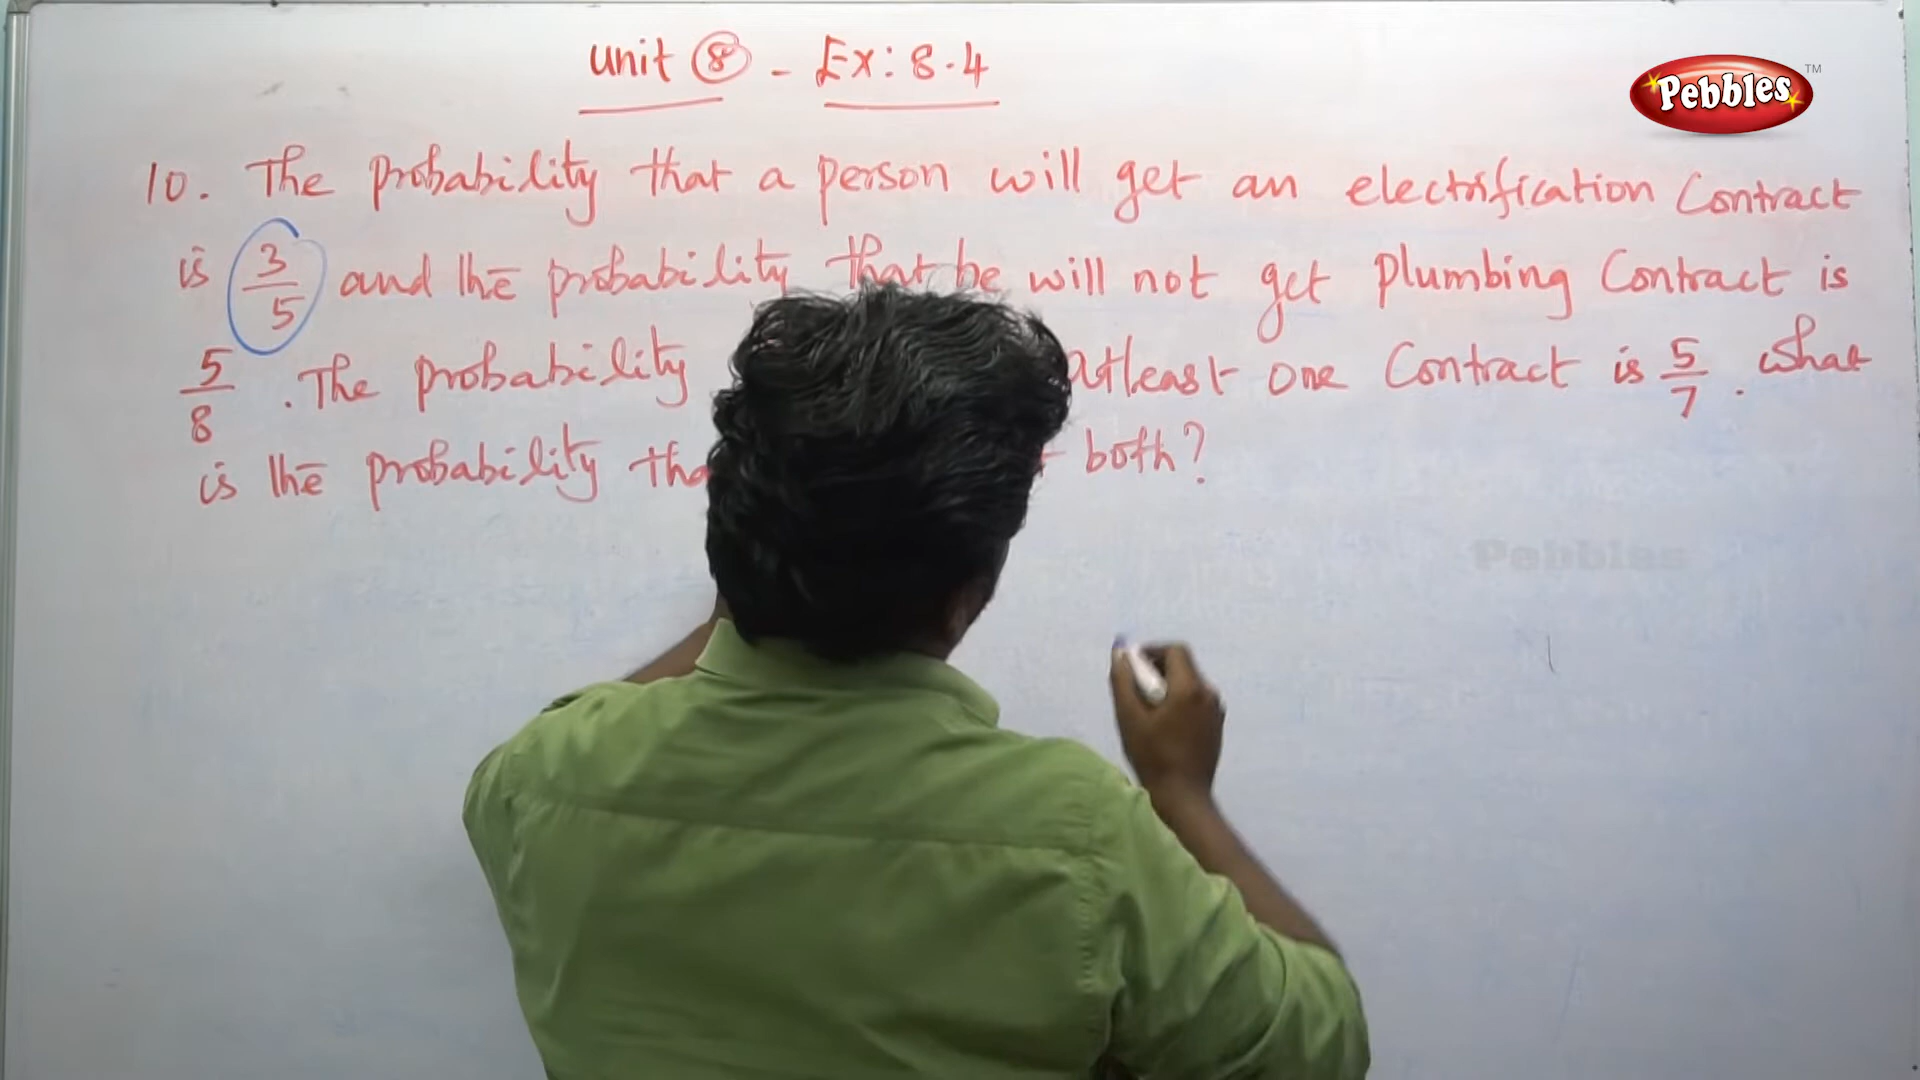 Pebbles TM
Unit 8 - Ex: 8.4
10. The probability that a person will get an electrification Contract
is 3/5 and the probability that he will not get plumbing Contract is
5/8 . The probability atleast one Contract is 5/7 . What
is the probability both?
Pebbles